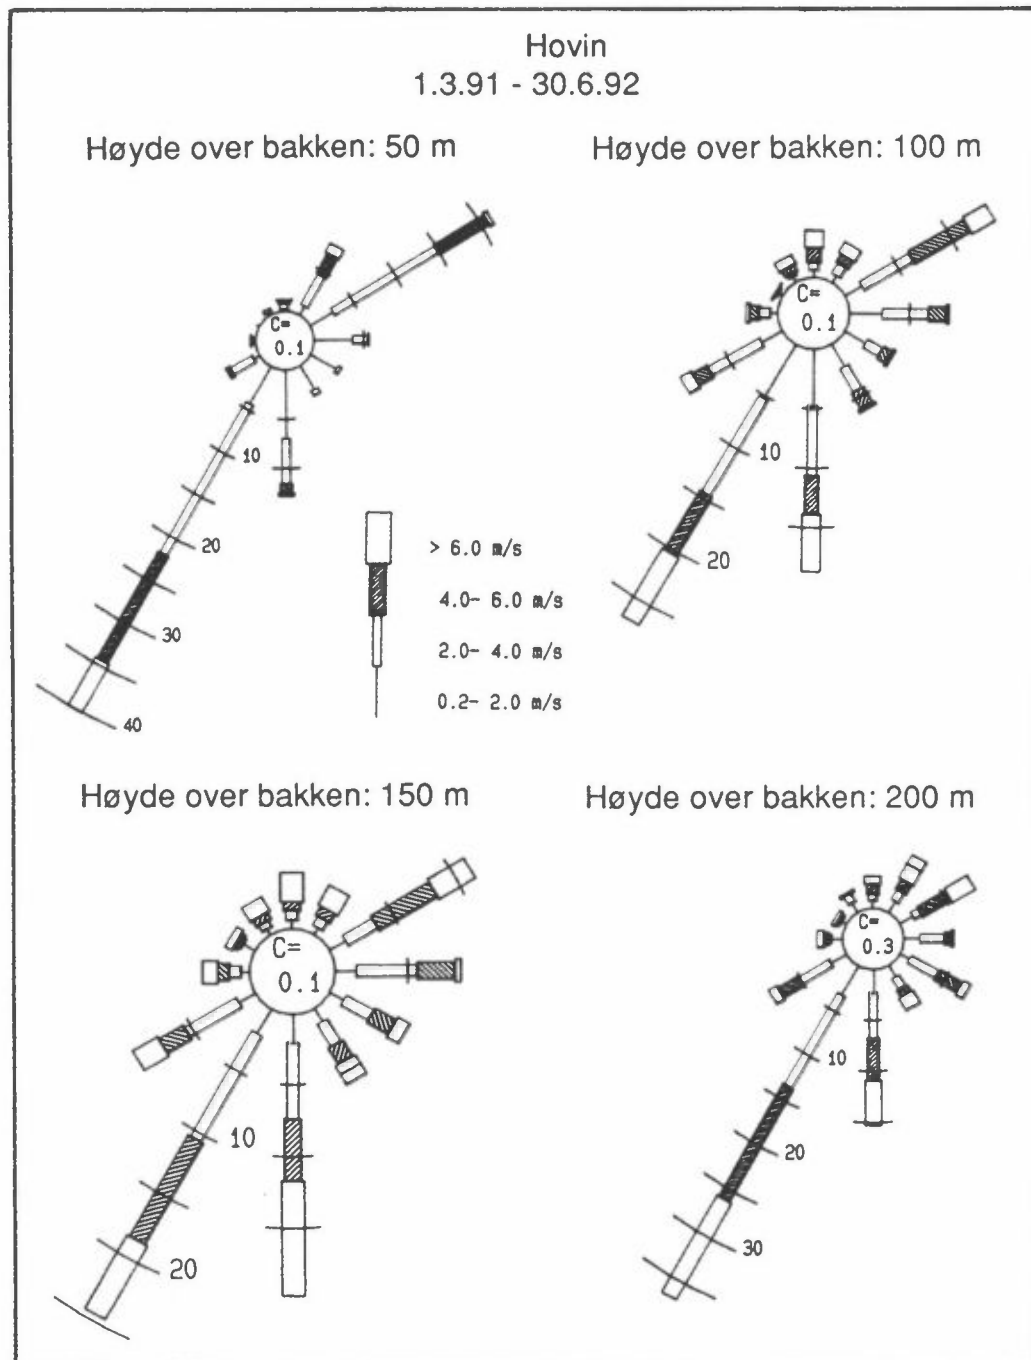 Hovin
1.3.91 - 30.6.92
Høyde over bakken: 50 m
Høyde over bakken: 100 m
C=
0.1
10
20
30
40
C=
0.1
10
20
> 6.0 m/s
4.0- 6.0 m/s
2.0- 4.0 m/s
0.2- 2.0 m/s
Høyde over bakken: 150 m
Høyde over bakken: 200 m
C=
0.1
10
20
C=
0.3
10
20
30